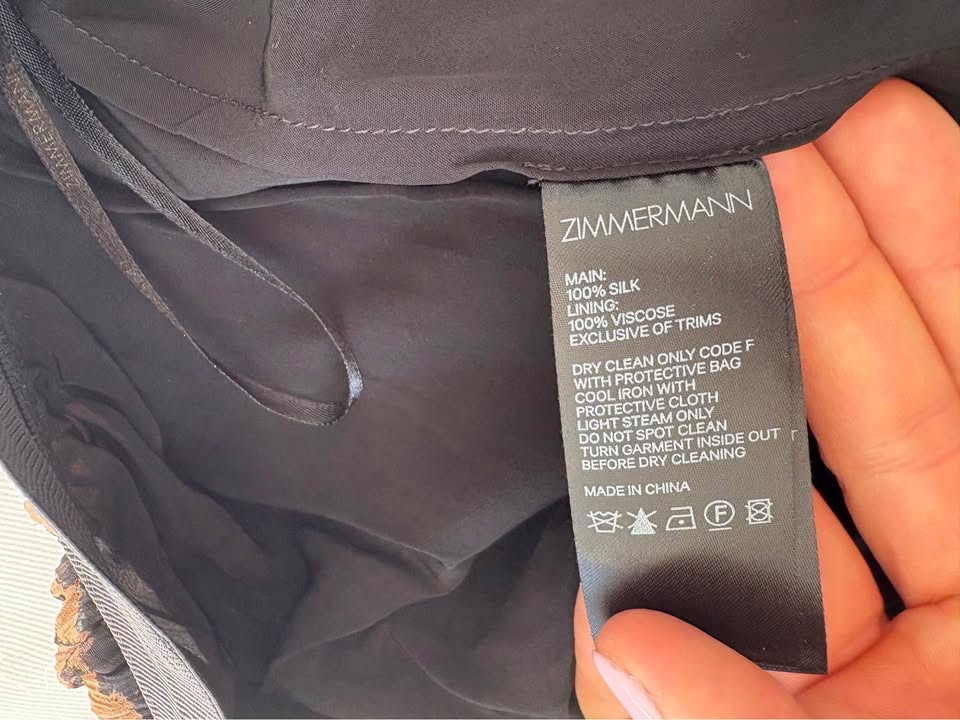 ZIMMERMANN
ZIMMERMANN
MAIN:
100% SILK
LINING:
100% VISCOSE
EXCLUSIVE OF TRIMS
DRY CLEAN ONLY CODE F
WITH PROTECTIVE BAG
COOL IRON WITH
PROTECTIVE CLOTH
LIGHT STEAM ONLY
DO NOT SPOT CLEAN
TURN GARMENT INSIDE OUT
BEFORE DRY CLEANING
MADE IN CHINA
F